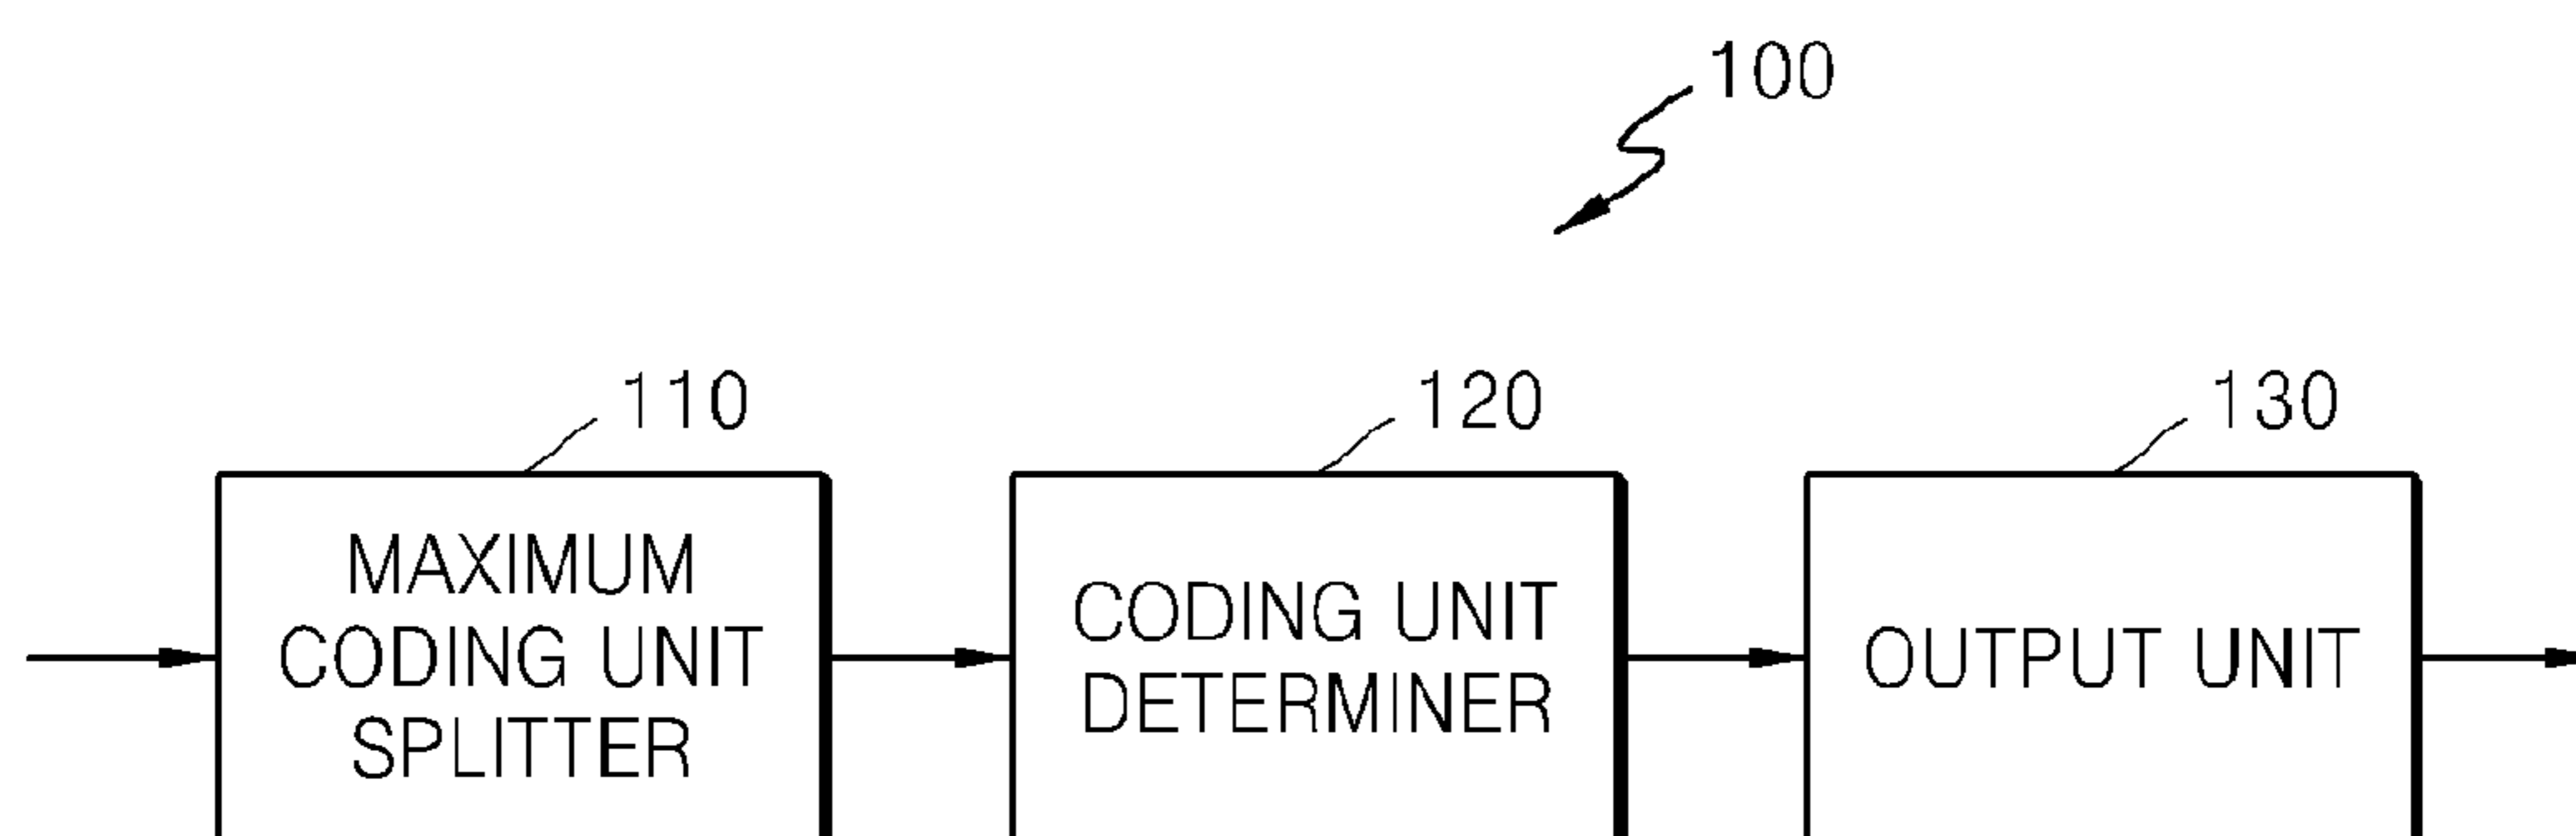 100
110
120
130
MAXIMUM
CODING UNIT
SPLITTER
CODING UNIT
DETERMINER
OUTPUT UNIT